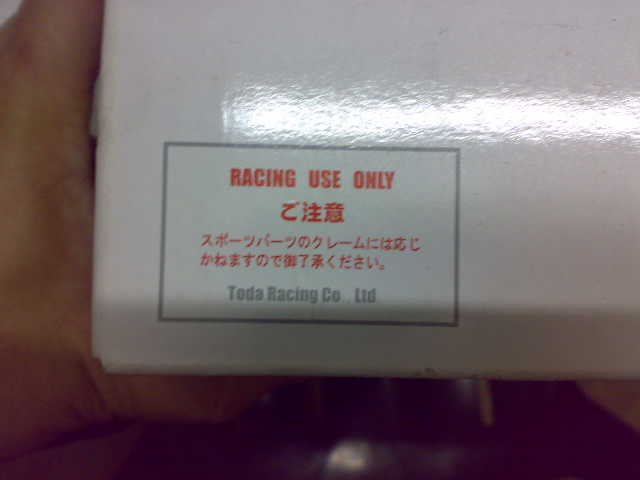 RACING USE ONLY
ご注意
スポーツパーツのクレームには応じ
かねますので御了承ください。
Toda Racing Co Ltd